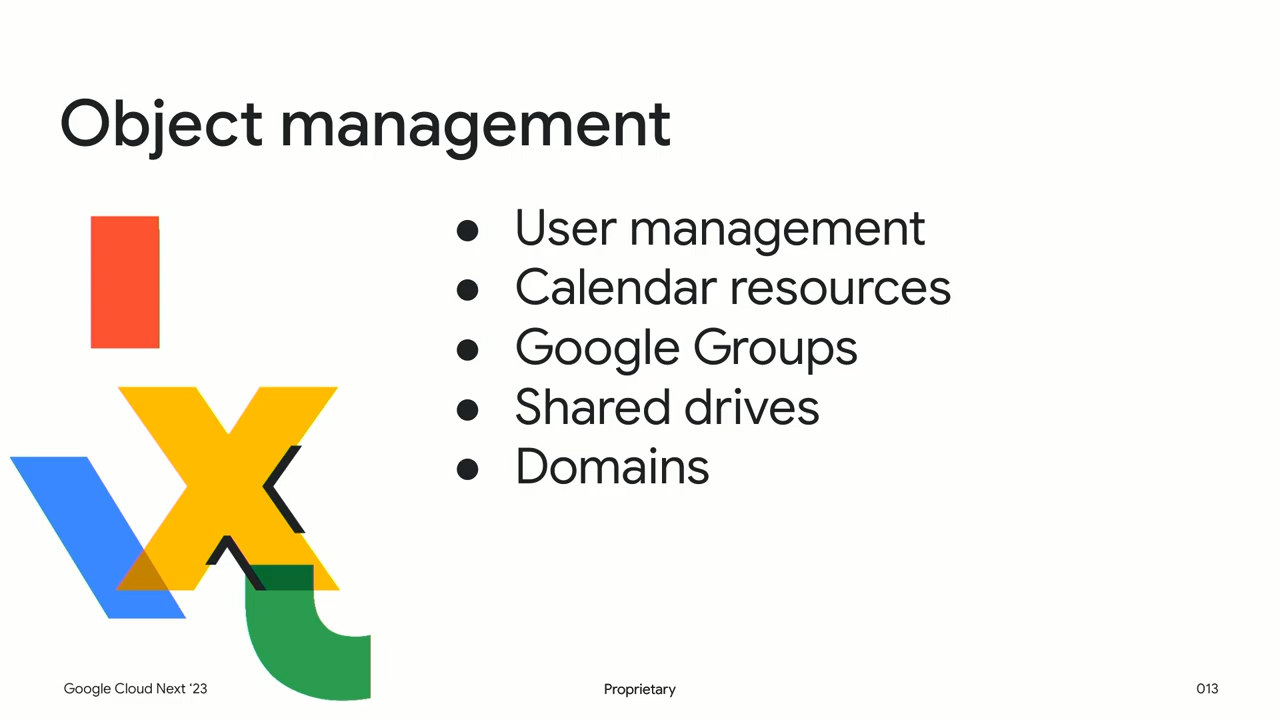 Object management
● User management
● Calendar resources
● Google Groups
● Shared drives
● Domains
Google Cloud Next ‘23
Proprietary
013